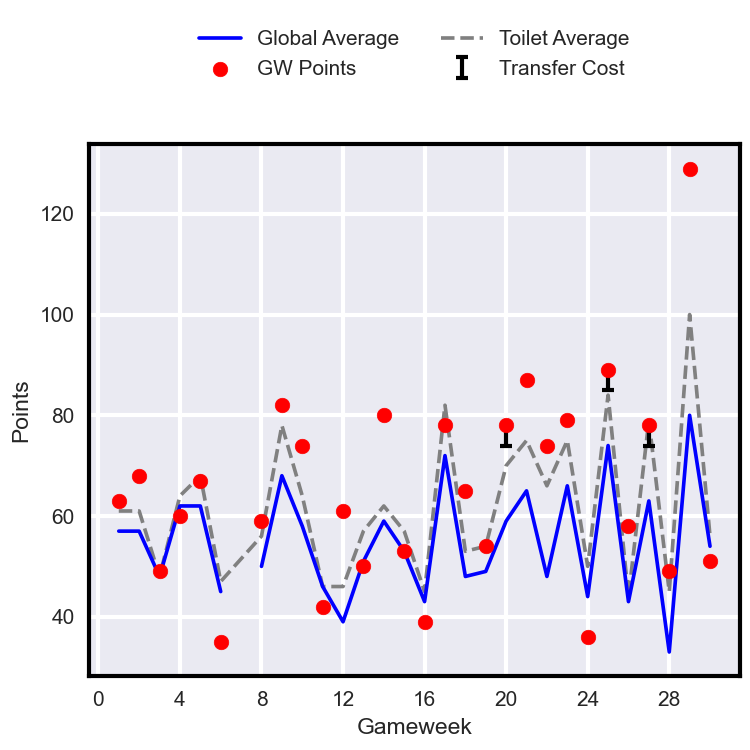 Global Average
Toilet Average
GW Points
Transfer Cost
120
100
80
60
40
Points
0 4 8 12 16 20 24 28
Gameweek